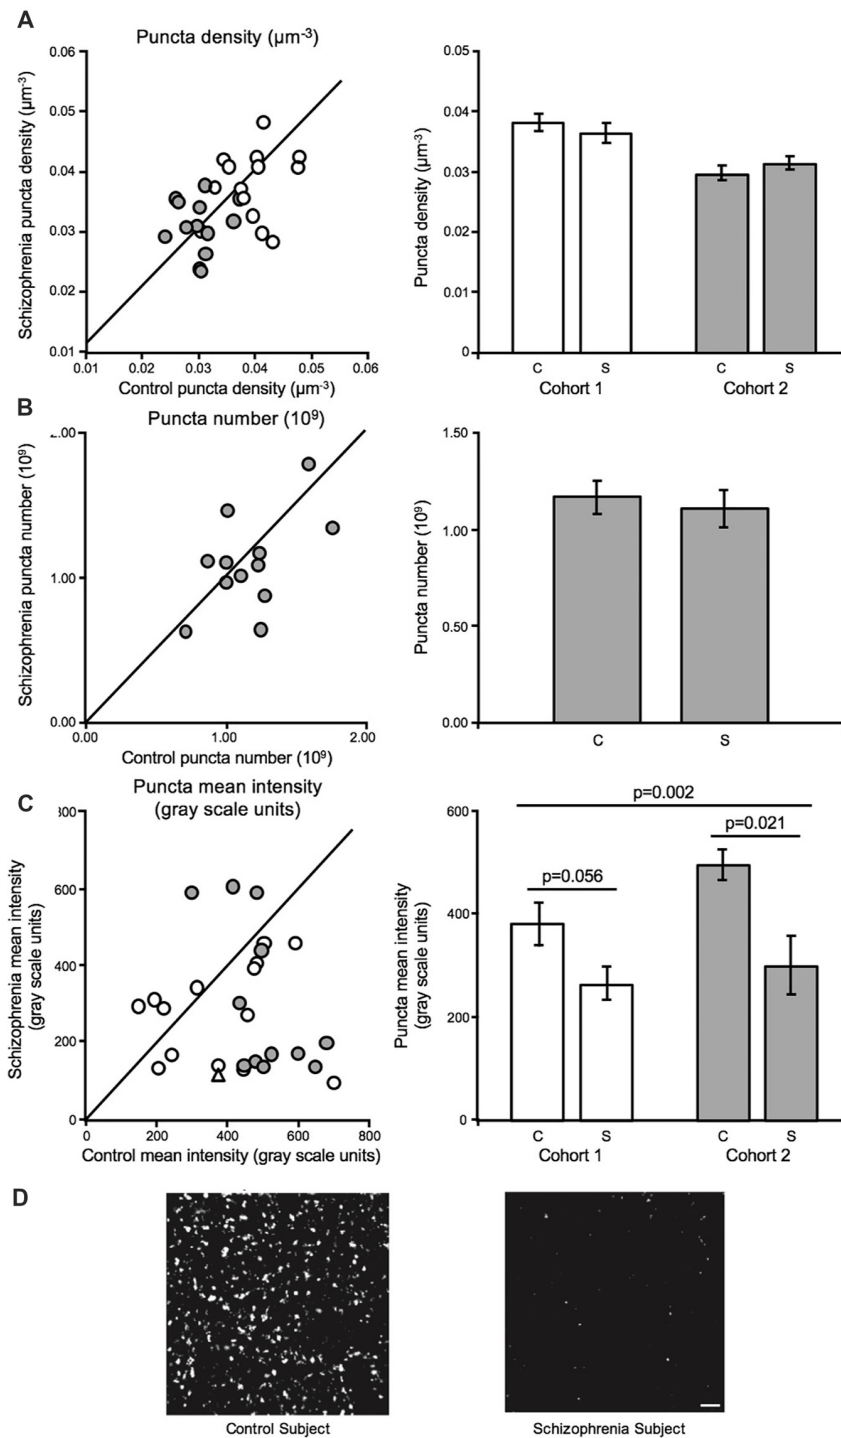 A
Puncta density (µm-3)
Schizophrenia puncta density (µm-3)
0.06
0.05
0.04
0.03
0.02
0.01
0.01 0.02 0.03 0.04 0.05 0.06
Control puncta density (µm-3)
Puncta density (µm-3)
0.05
0.04
0.03
0.02
0.01
0
C S C S
Cohort 1 Cohort 2
B
Puncta number (10⁹)
Schizophrenia puncta number (10⁹)
.00
1.00
0.00
0.00 1.00 2.00
Control puncta number (10⁹)
Puncta number (10⁹)
1.50
1.00
0.50
0.00
C S
C
Puncta mean intensity
(gray scale units)
Schizophrenia mean intensity
(gray scale units)
00
600
400
200
0
0 200 400 600 800
Control mean intensity (gray scale units)
Puncta mean intensity
(gray scale units)
600
400
200
0
p=0.002
p=0.021
p=0.056
C S C S
Cohort 1 Cohort 2
D
Control Subject
Schizophrenia Subject